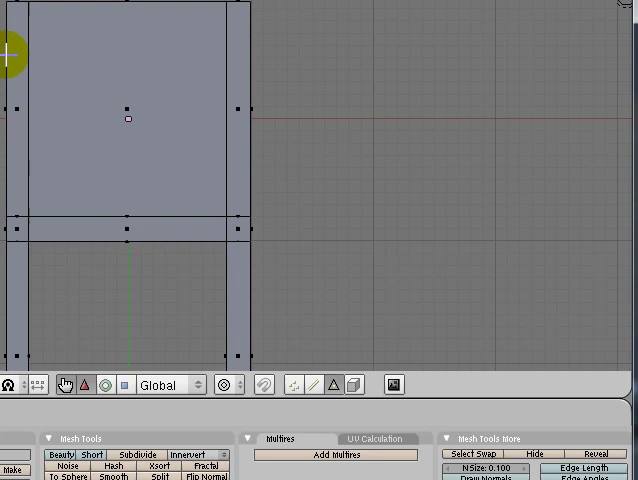 Global
Mesh Tools
Multires
UV Calculation
Mesh Tools More
Beauty Short Subdivide Innervert
Add Multires
Select Swap Hide Reveal
Make
Noise Hash Xsort Fractal
NSize: 0.100 Edge Length
To Sphere Smooth Split Flip Normal
Draw Normals Edge Angles